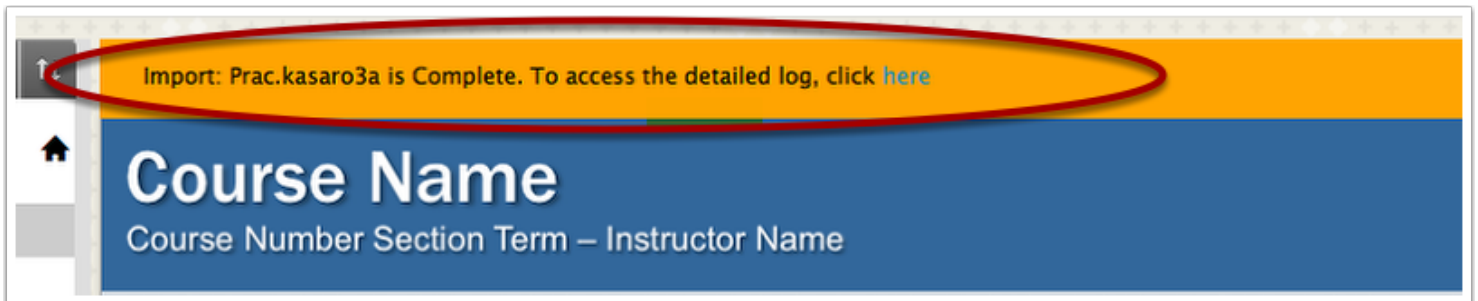 Import: Prac.kasaro3a is Complete. To access the detailed log, click here
Course Name
Course Number Section Term – Instructor Name